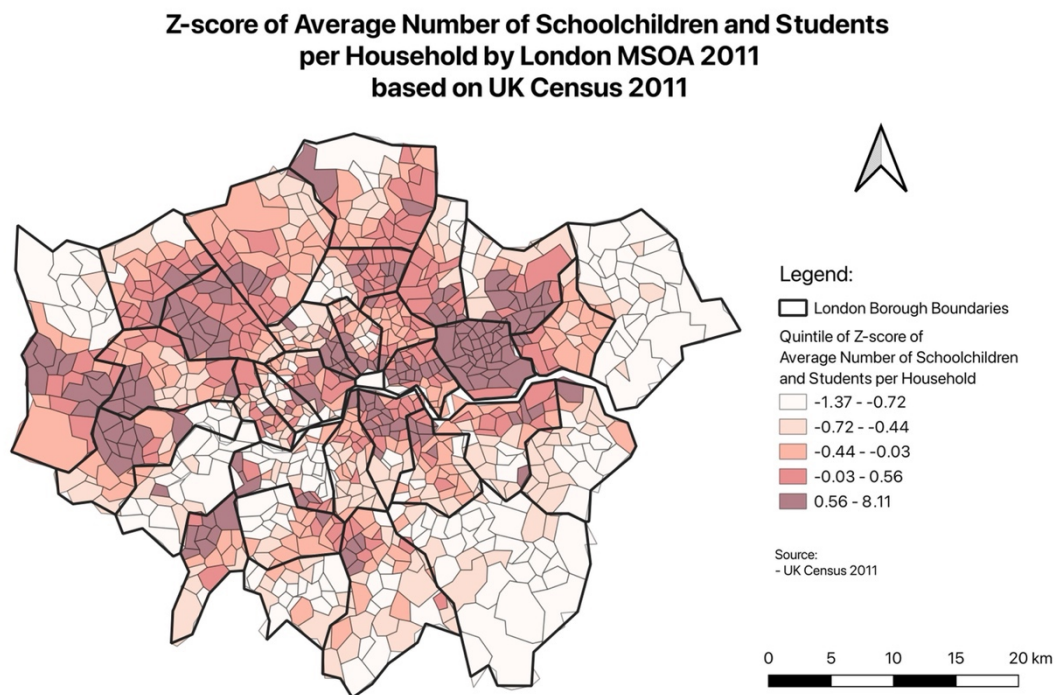 Z-score of Average Number of Schoolchildren and Students
per Household by London MSOA 2011
based on UK Census 2011
Legend:
London Borough Boundaries
Quintile of Z-score of
Average Number of Schoolchildren
and Students per Household
-1.37 - -0.72
-0.72 - -0.44
-0.44 - -0.03
-0.03 - 0.56
0.56 - 8.11
Source:
- UK Census 2011
0 5 10 15 20 km